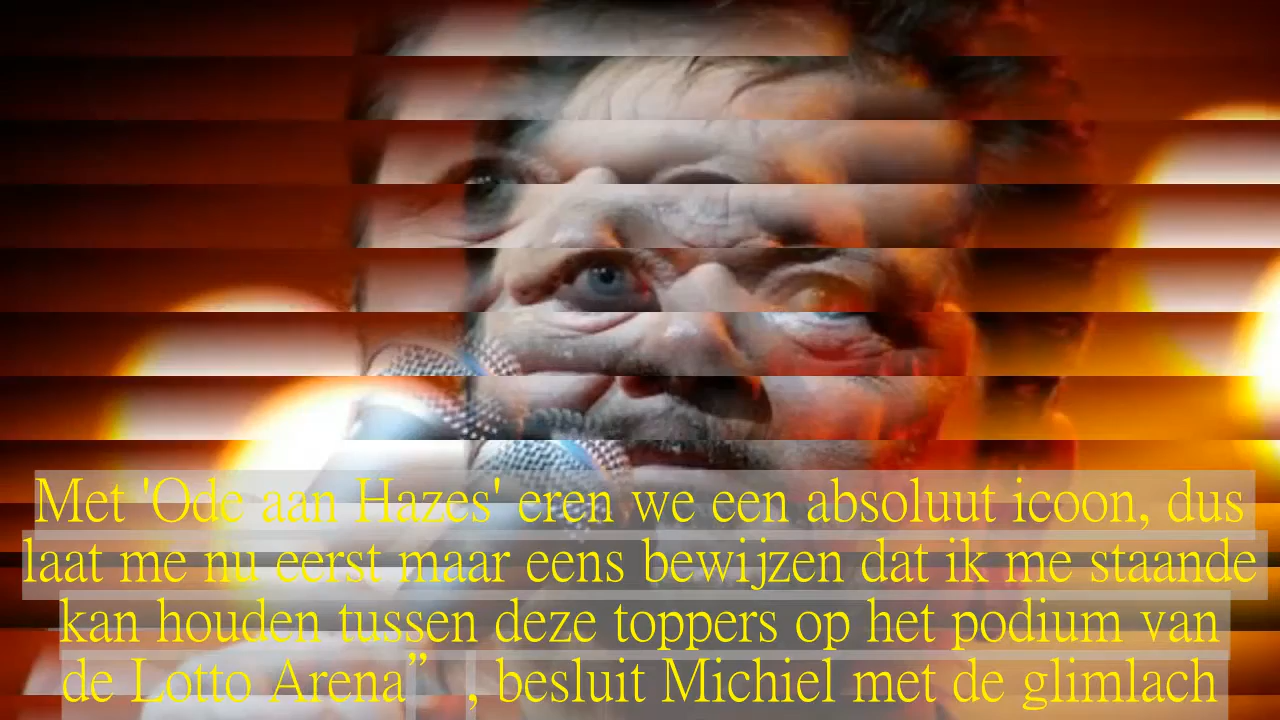 Met 'Ode aan Hazes' eren we een absoluut icoon, dus
laat me nu eerst maar eens bewijzen dat ik me staande
kan houden tussen deze toppers op het podium van
de Lotto Arena” , besluit Michiel met de glimlach